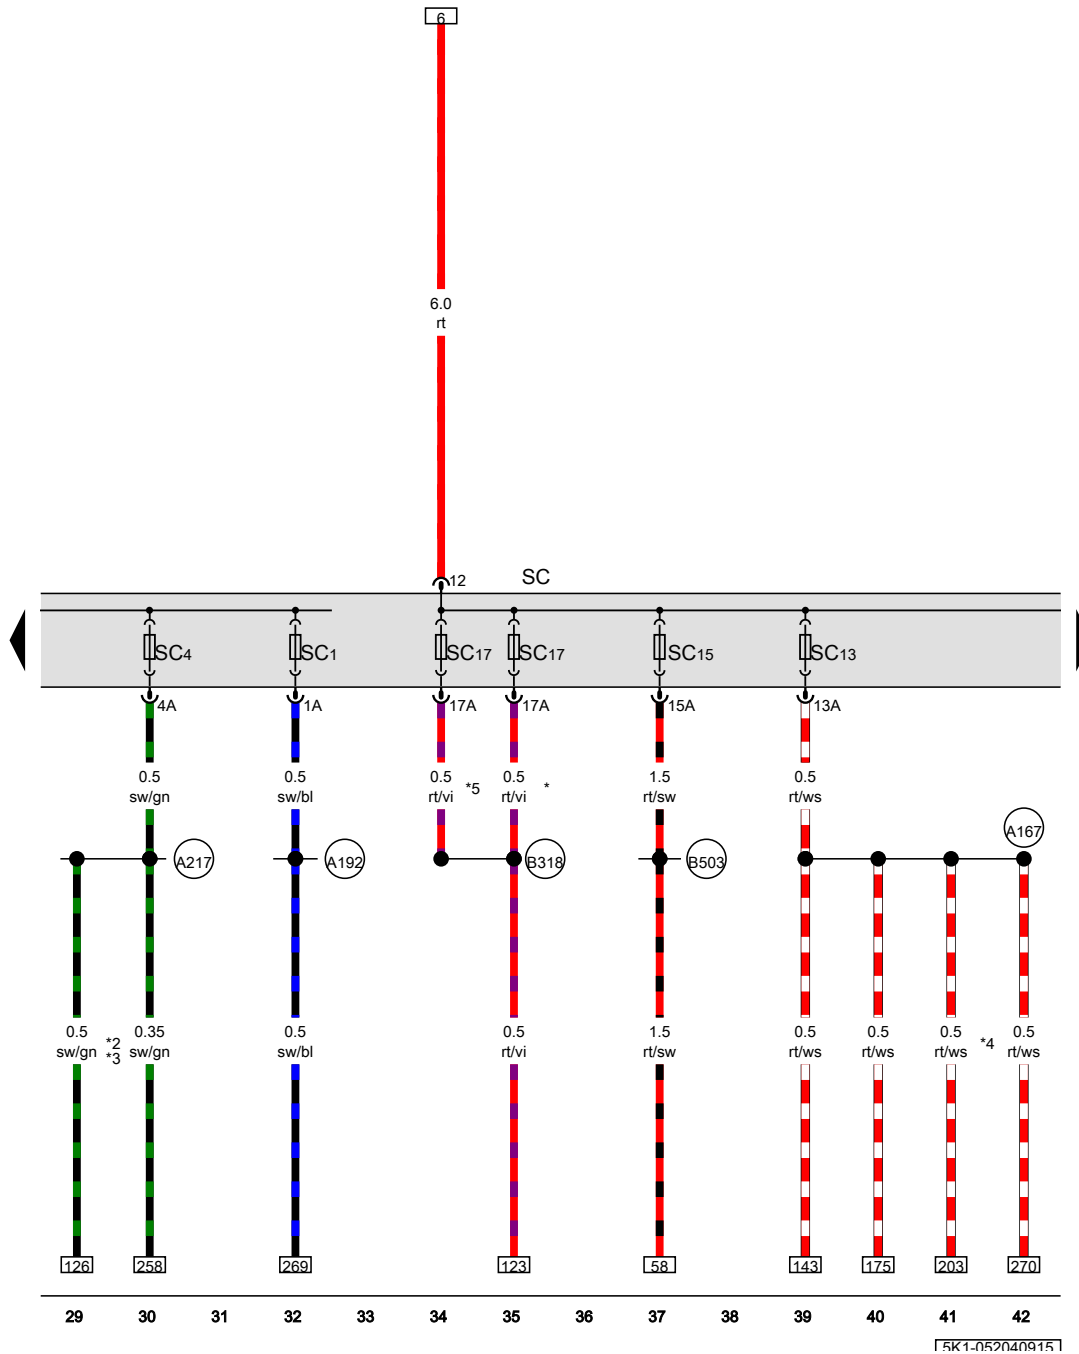 6
6.0
rt
12
SC
SC4
SC1
SC17
SC17
SC15
SC13
4A
1A
17A
17A
15A
13A
0.5
sw/gn
0.5
sw/bl
0.5
rt/vi
*5
0.5
rt/vi
*
1.5
rt/sw
0.5
rt/ws
A167
A217
A192
B318
B503
0.5
sw/gn
*2
*3
0.35
sw/gn
0.5
sw/bl
0.5
rt/vi
1.5
rt/sw
0.5
rt/ws
0.5
rt/ws
0.5
rt/ws
*4
0.5
rt/ws
126
258
269
123
58
143
175
203
270
29 30 31 32 33 34 35 36 37 38 39 40 41 42
5K1-052040915